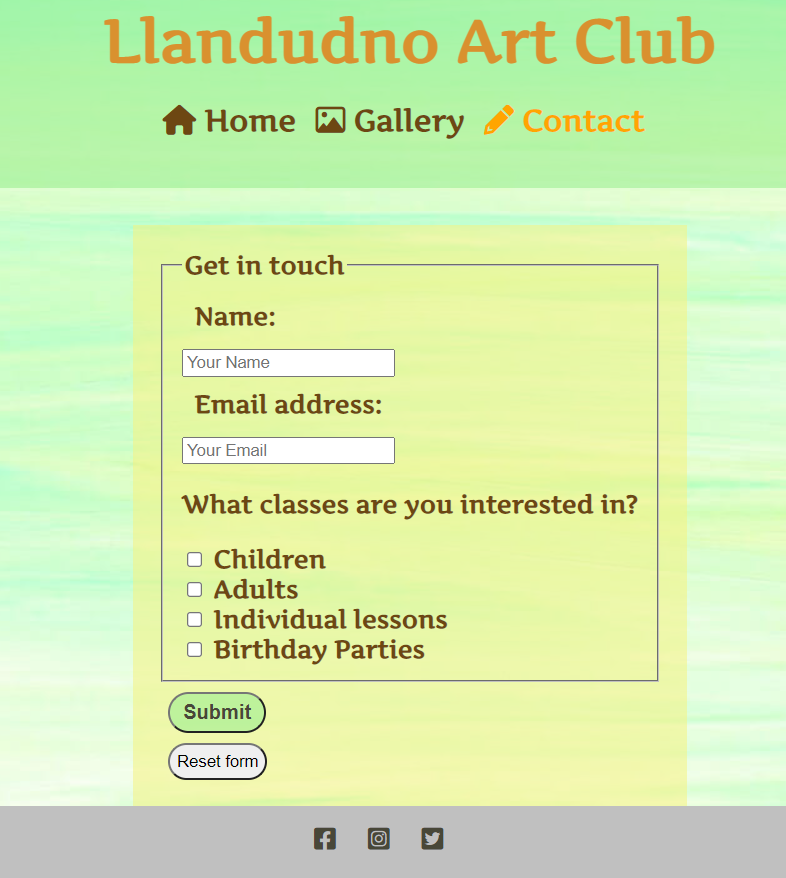 Llandudno Art Club
Home Gallery Contact
Get in touch
Name:
Your Name
Email address:
Your Email
What classes are you interested in?
Children
Adults
Individual lessons
Birthday Parties
Submit
Reset form